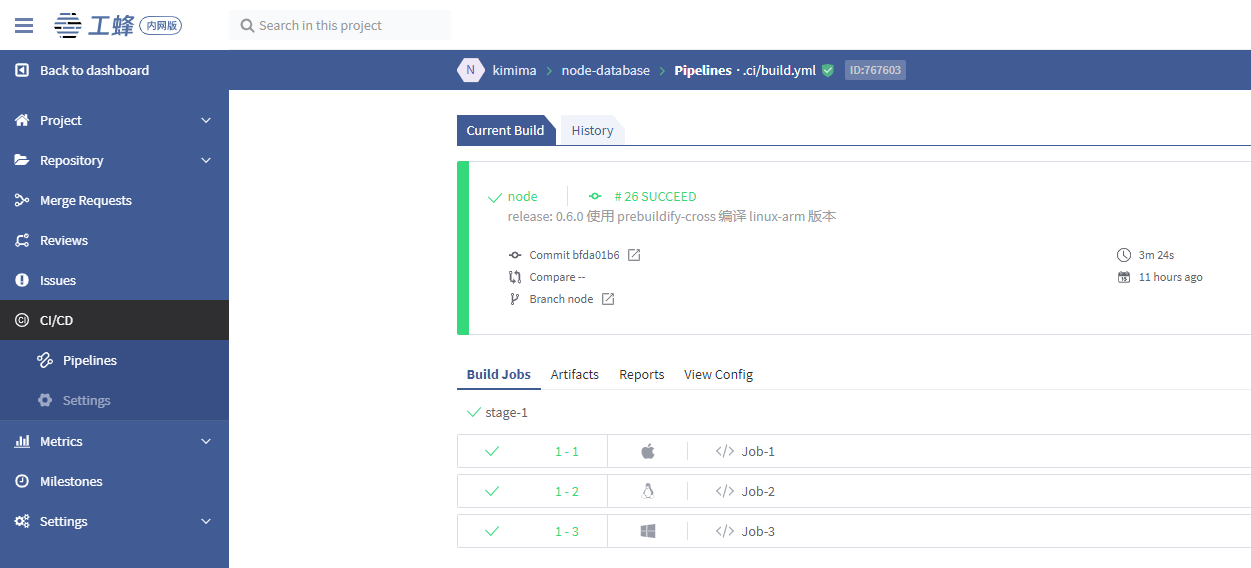 工蜂 内网版
Search in this project
Back to dashboard
N kimima > node-database > Pipelines · .ci/build.yml ID:767603
Project
Repository
Merge Requests
Reviews
Issues
CI/CD
Pipelines
Settings
Metrics
Milestones
Settings
Current Build History
node # 26 SUCCEED
release: 0.6.0 使用 prebuildify-cross 编译 linux-arm 版本
Commit bfda01b6 3m 24s
Compare -- 11 hours ago
Branch node
Build Jobs Artifacts Reports View Config
stage-1
1 - 1 </> Job-1
1 - 2 </> Job-2
1 - 3 </> Job-3